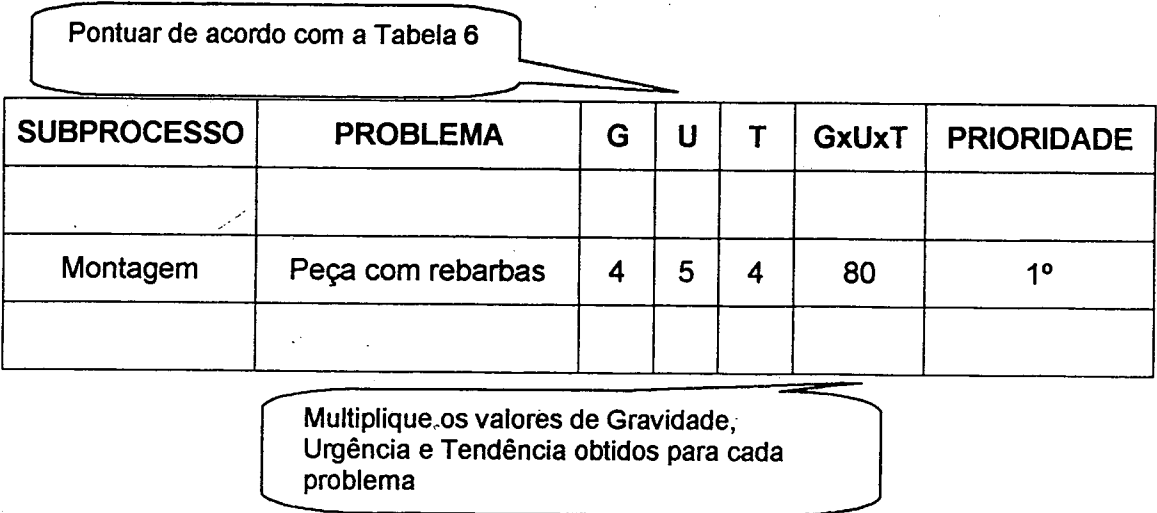 Pontuar de acordo com a Tabela 6
SUBPROCESSO PROBLEMA G U T GxUxT PRIORIDADE
Montagem Peça com rebarbas 4 5 4 80 1º
Multiplique os valores de Gravidade,
Urgência e Tendência obtidos para cada
problema